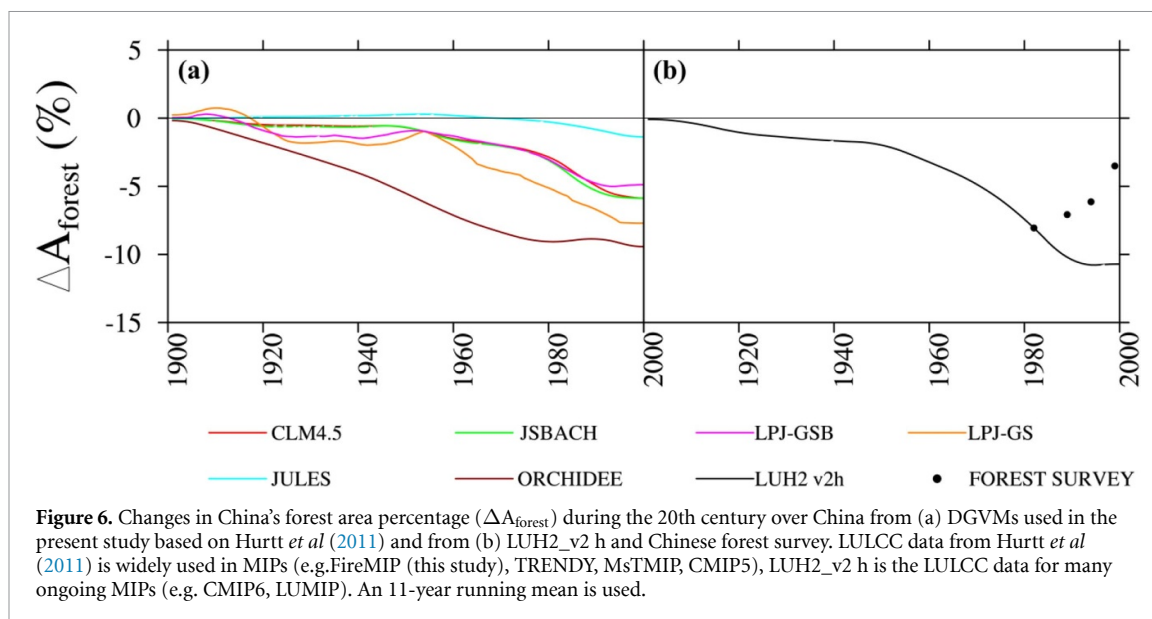 5
0
-5
-10
-15
△A_forest (%)
(a)
(b)
1900
1920
1940
1960
1980
2000
1920
1940
1960
1980
2000
CLM4.5 JSBACH LPJ-GSB LPJ-GS
JULES ORCHIDEE LUH2 v2h FOREST SURVEY
Figure 6. Changes in China's forest area percentage (ΔA_forest) during the 20th century over China from (a) DGVMs used in the
present study based on Hurtt et al (2011) and from (b) LUH2_v2 h and Chinese forest survey. LULCC data from Hurtt et al
(2011) is widely used in MIPs (e.g.FireMIP (this study), TRENDY, MsTMIP, CMIP5), LUH2_v2 h is the LULCC data for many
ongoing MIPs (e.g. CMIP6, LUMIP). An 11-year running mean is used.